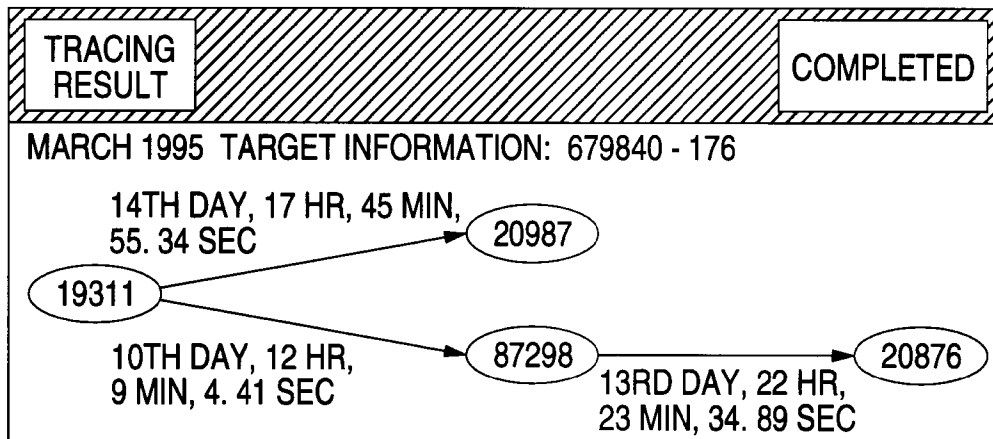 TRACING
RESULT
COMPLETED
MARCH 1995 TARGET INFORMATION: 679840 - 176
14TH DAY, 17 HR, 45 MIN,
55. 34 SEC
20987
19311
10TH DAY, 12 HR,
9 MIN, 4. 41 SEC
87298
13RD DAY, 22 HR,
23 MIN, 34. 89 SEC
20876